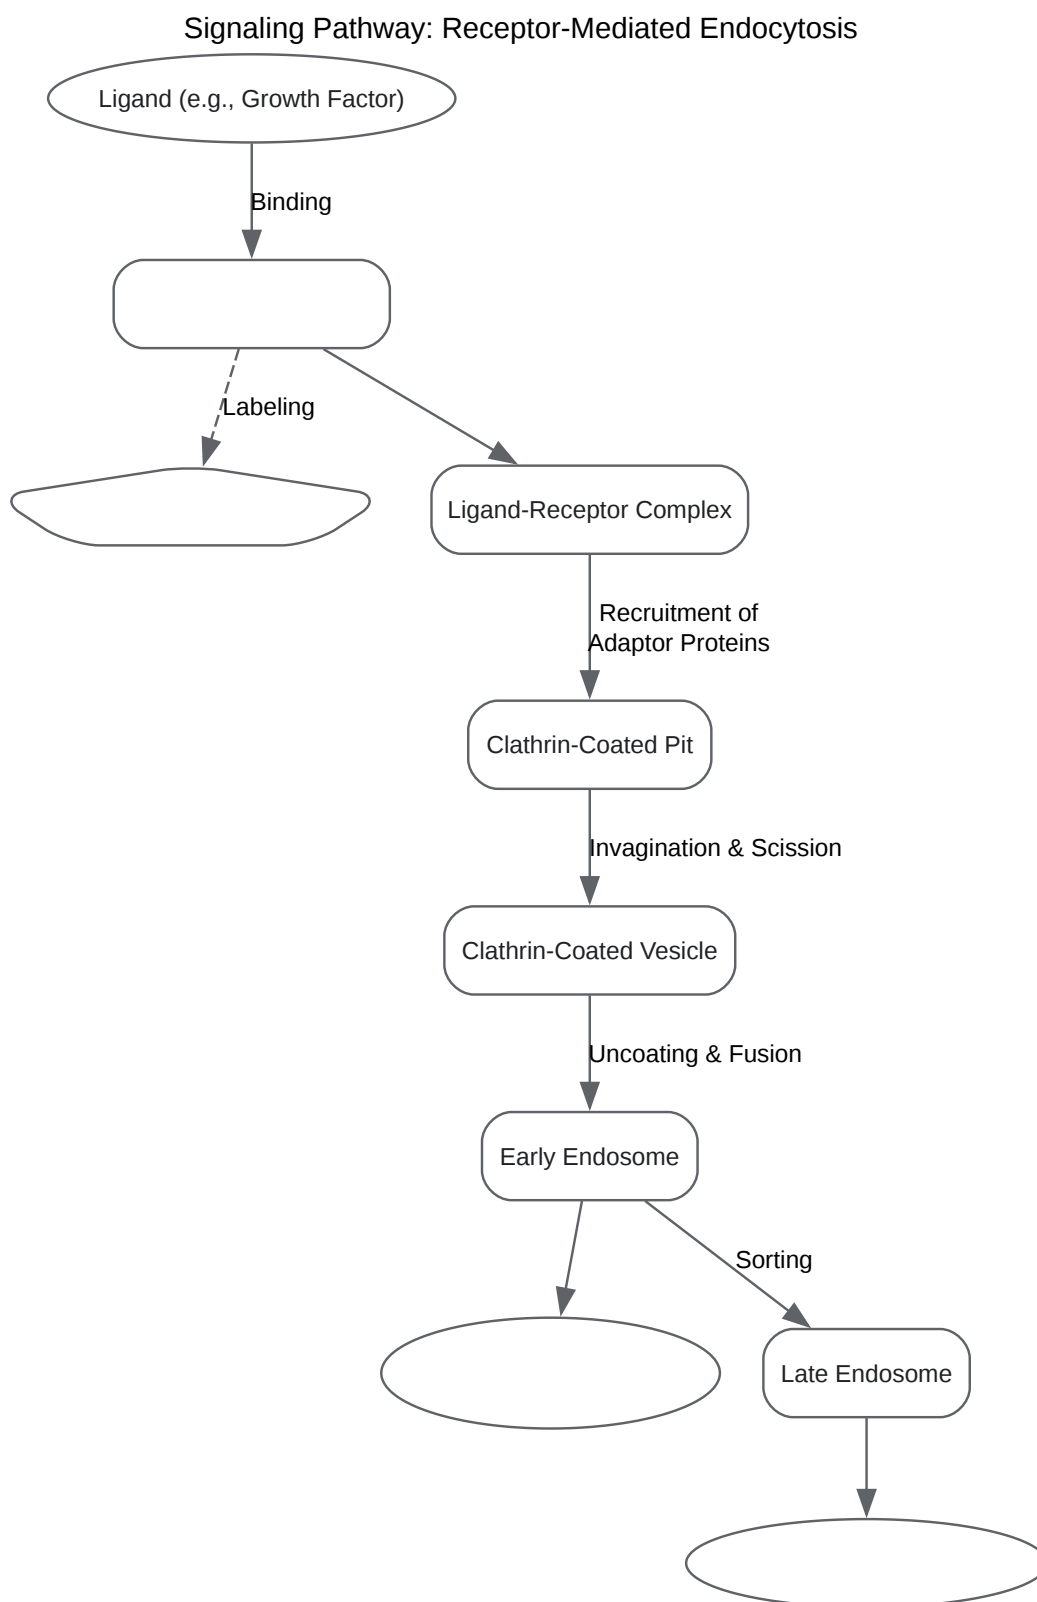 Signaling Pathway: Receptor-Mediated Endocytosis
Ligand (e.g., Growth Factor)
Binding
Labeling
Ligand-Receptor Complex
Recruitment of
Adaptor Proteins
Clathrin-Coated Pit
Invagination & Scission
Clathrin-Coated Vesicle
Uncoating & Fusion
Early Endosome
Sorting
Late Endosome